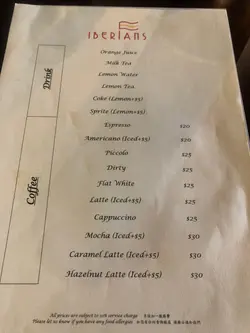 IBERIANS
Drink
Orange Juice
Milk Tea
Lemon Water
Lemon Tea
Coke (Lemon+$5)
Sprite (Lemon+$5)
Coffee
Espresso $20
Americano (Iced+$5) $20
Piccolo $25
Dirty $25
Flat White $25
Latte (Iced+$5) $25
Cappuccino $25
Mocha (Iced+$5) $30
Caramel Latte (Iced+$5) $30
Hazelnut Latte (Iced+$5) $30
All prices are subject to 10% service charge
Please let us know if you have any food allergies.